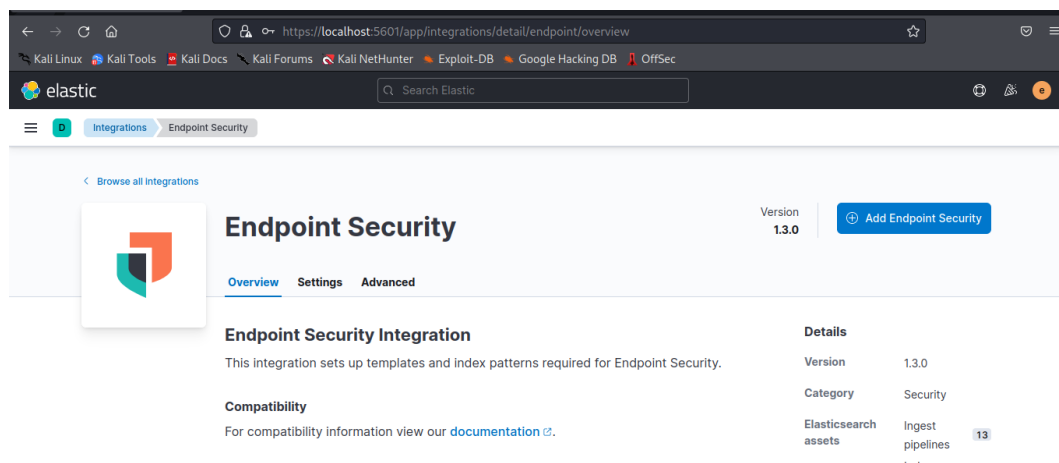 https://localhost:5601/app/integrations/detail/endpoint/overview
Kali Linux Kali Tools Kali Docs Kali Forums Kali NetHunter Exploit-DB Google Hacking DB OffSec
elastic Search Elastic e
D Integrations Endpoint Security
Browse all integrations
Endpoint Security
Version
1.3.0
Add Endpoint Security
Overview Settings Advanced
Endpoint Security Integration
This integration sets up templates and index patterns required for Endpoint Security.
Compatibility
For compatibility information view our documentation.
Details
Version 1.3.0
Category Security
Elasticsearch assets
Ingest pipelines 13